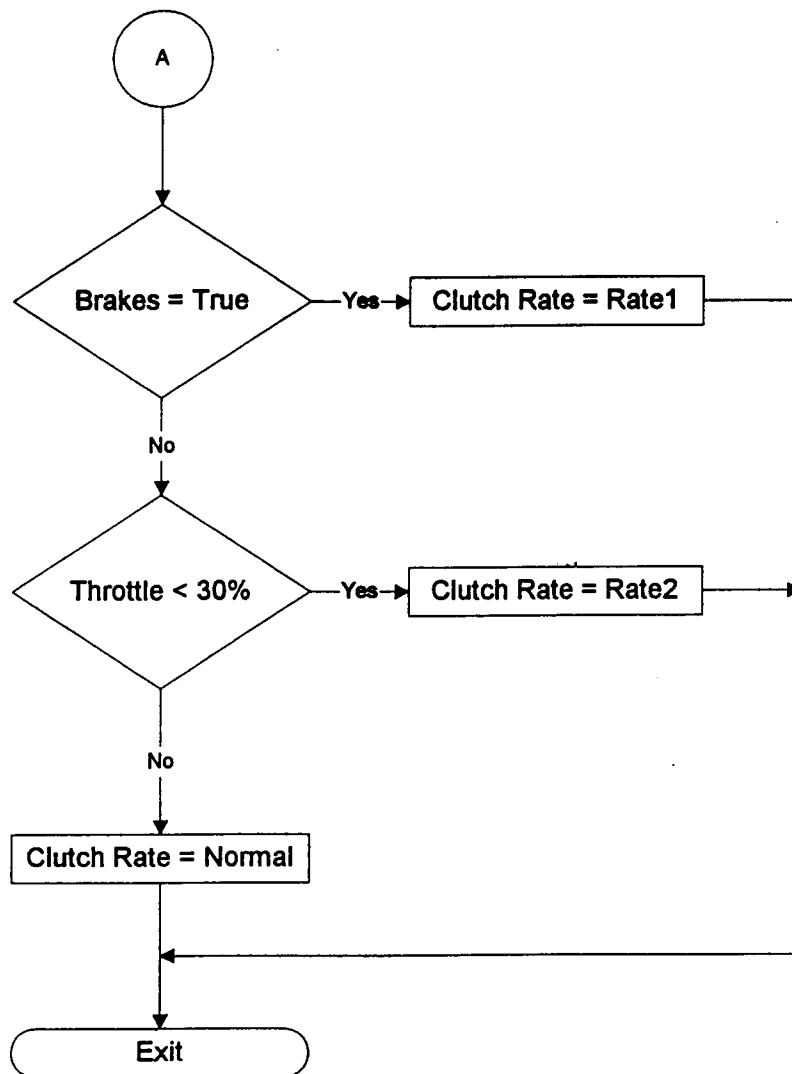 A
Brakes = True
Yes
Clutch Rate = Rate1
No
Throttle < 30%
Yes
Clutch Rate = Rate2
No
Clutch Rate = Normal
Exit